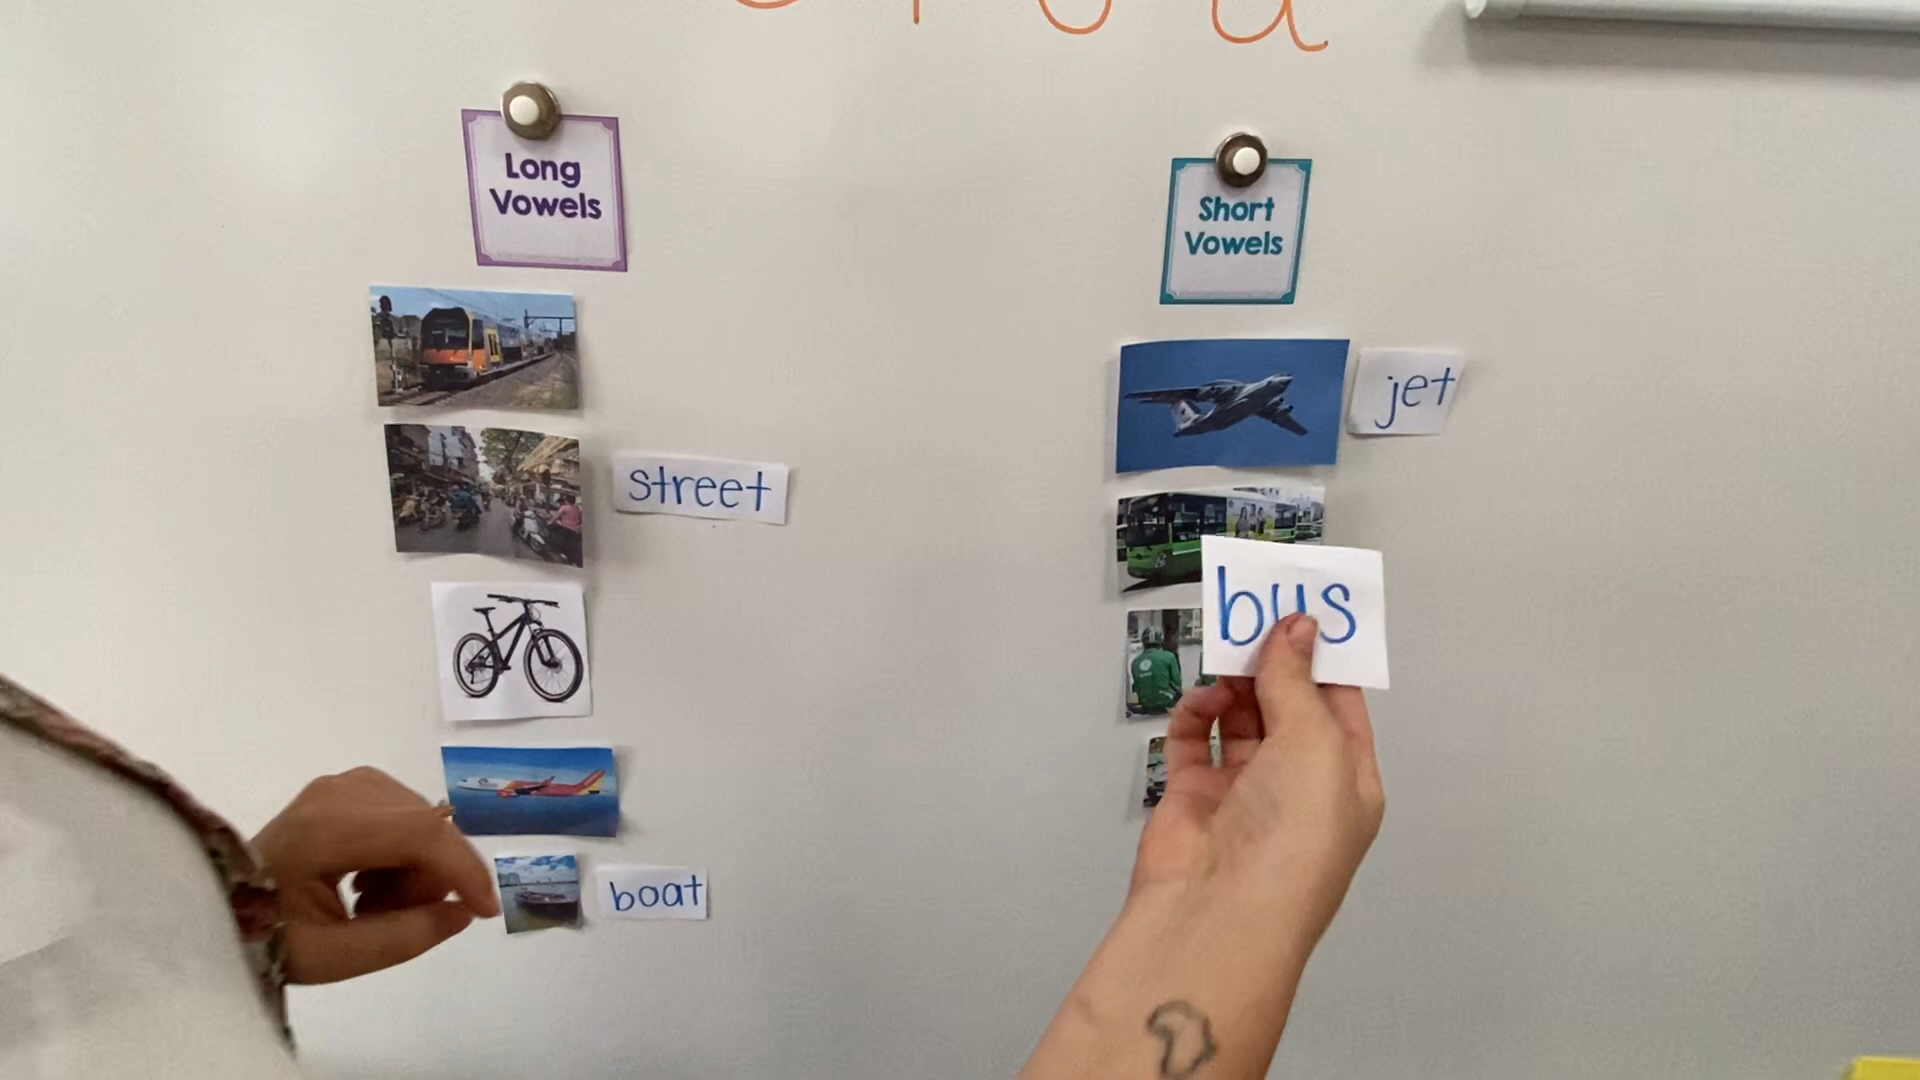 Long
Vowels
Short
Vowels
jet
street
bus
boat